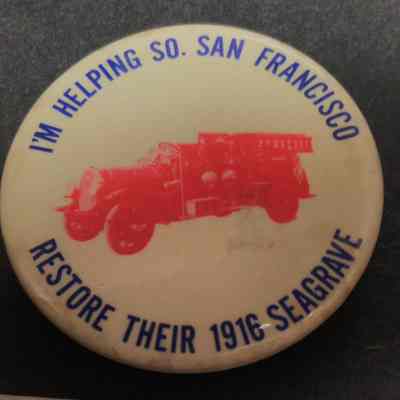 I'M HELPING SO. SAN FRANCISCO
RESTORE THEIR 1916 SEAGRAVE